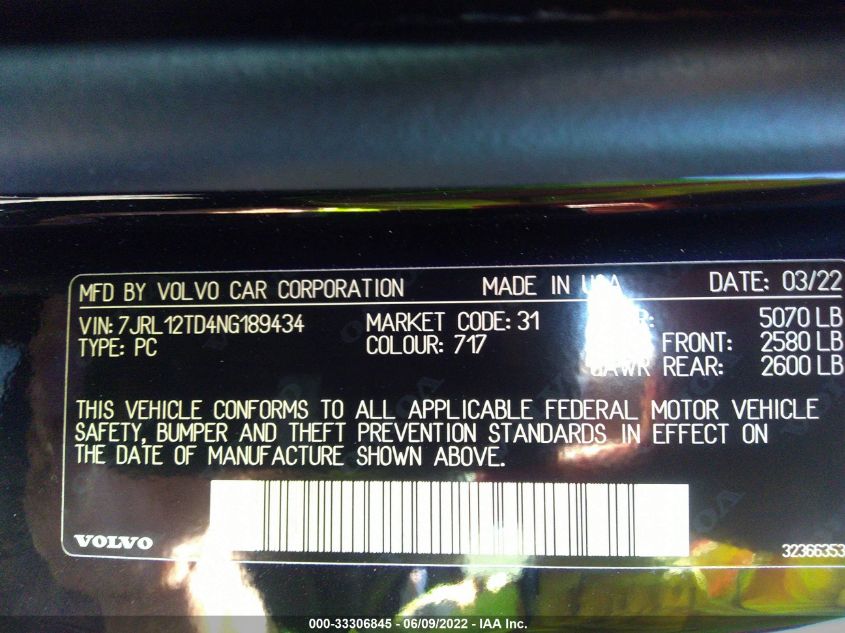 MFD BY VOLVO CAR CORPORATION MADE IN USA DATE: 03/22
VIN: 7JRL12TD4NG189434 MARKET CODE: 31 5070 LB
TYPE: PC COLOUR: 717 FRONT: 2580 LB
GAWR REAR: 2600 LB
THIS VEHICLE CONFORMS TO ALL APPLICABLE FEDERAL MOTOR VEHICLE
SAFETY, BUMPER AND THEFT PREVENTION STANDARDS IN EFFECT ON
THE DATE OF MANUFACTURE SHOWN ABOVE.
VOLVO 32366353
000-33306845 - 06/09/2022 - IAA Inc.